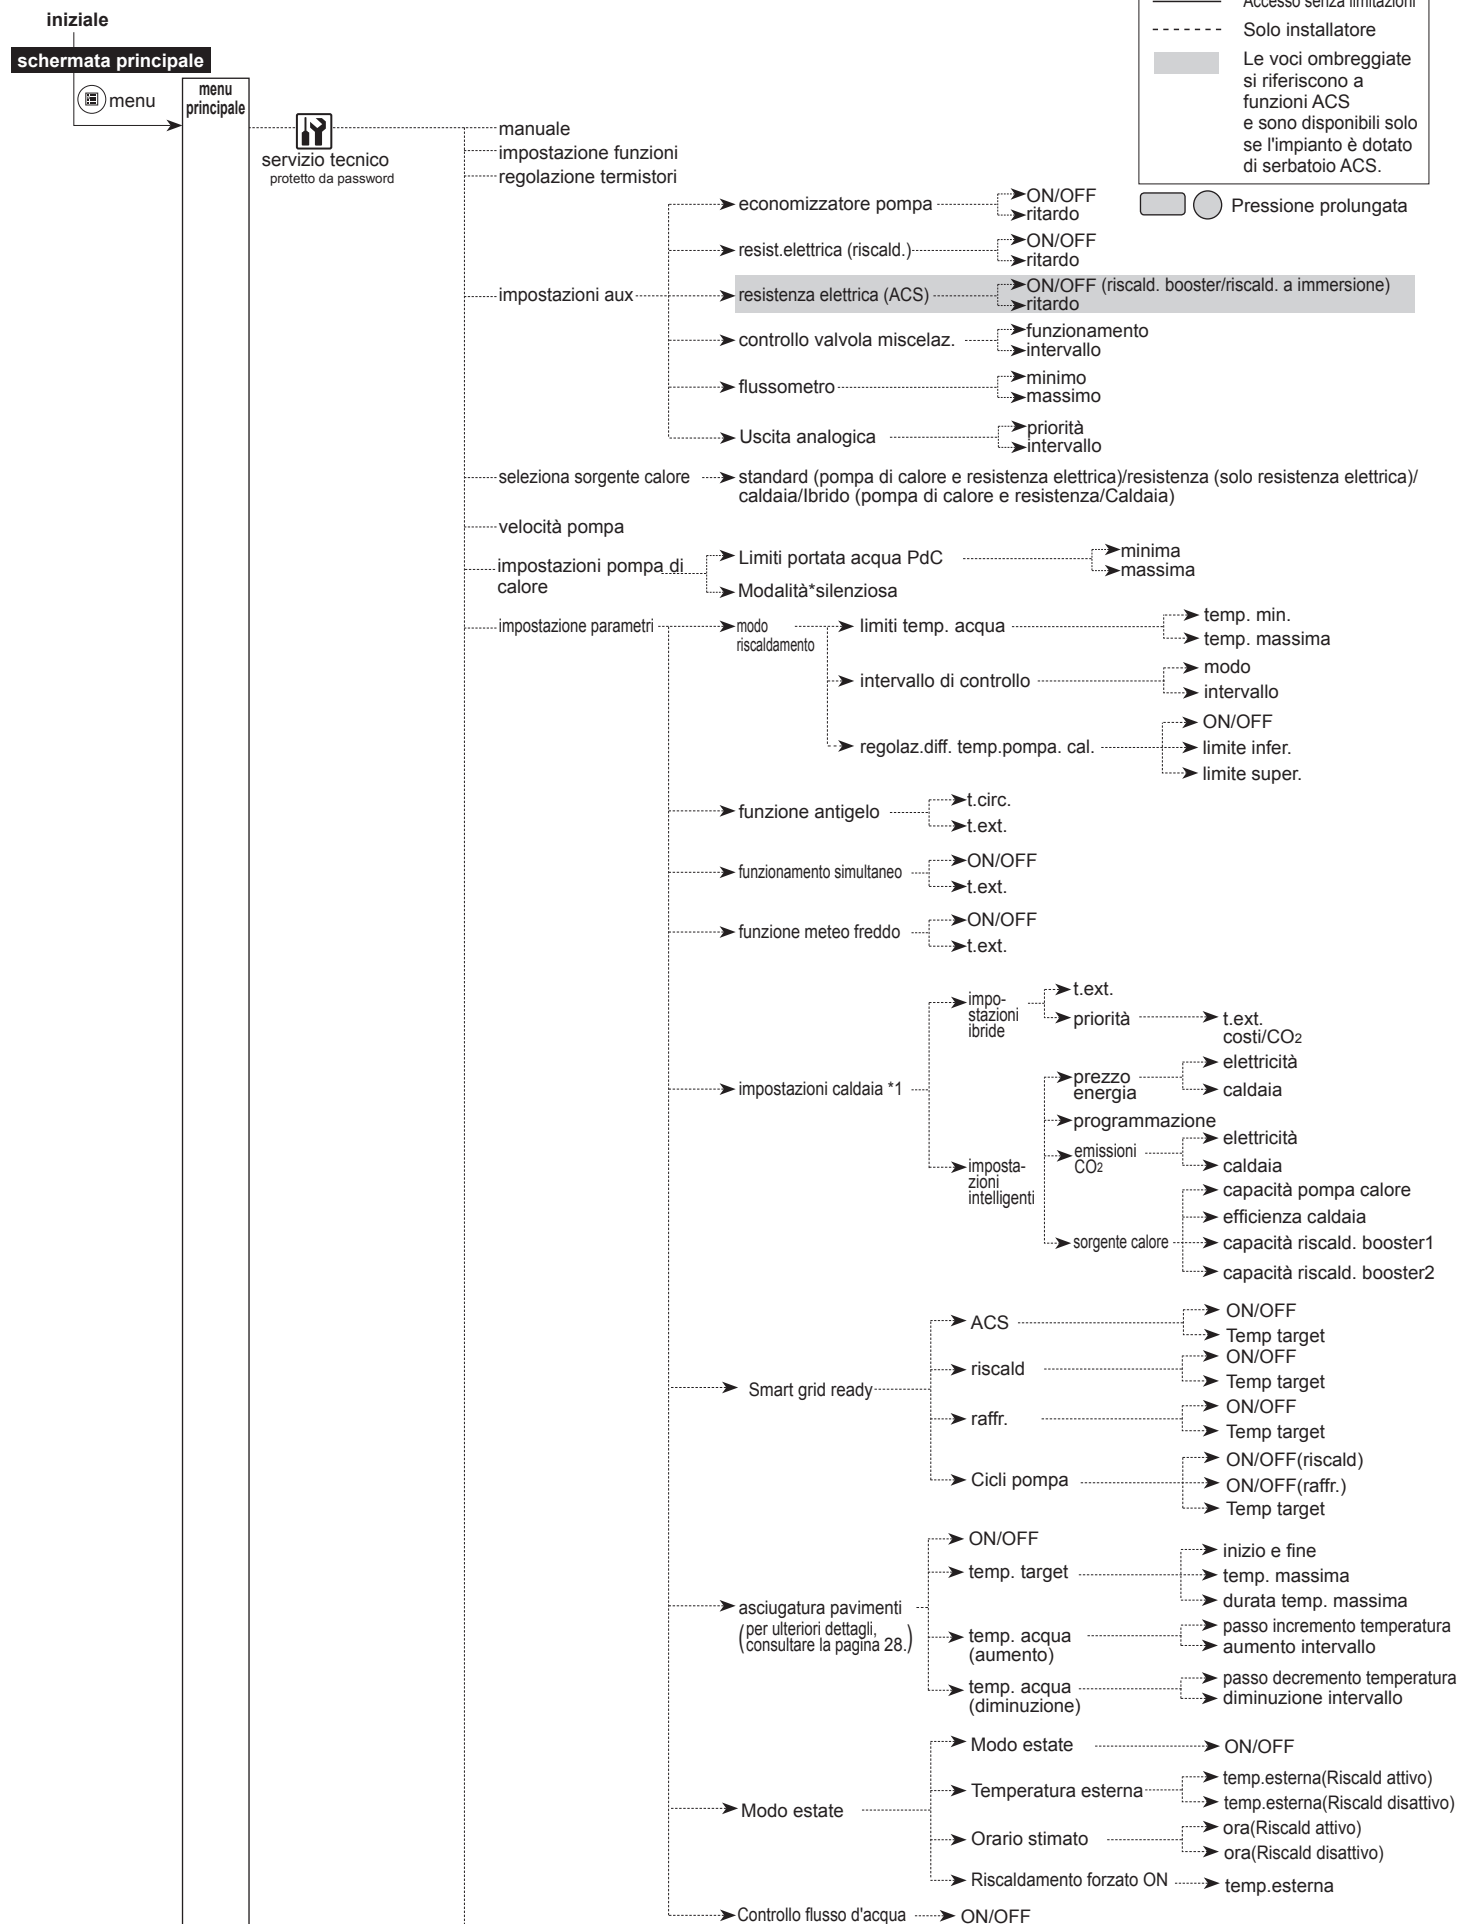 iniziale
schermata principale
menu
menu
principale
servizio tecnico
protetto da password
Accesso senza limitazioni
Solo installatore
Le voci ombreggiate
si riferiscono a
funzioni ACS
e sono disponibili solo
se l'impianto è dotato
di serbatoio ACS.
Pressione prolungata
manuale
impostazione funzioni
regolazione termistori
impostazioni aux
economizzatore pompa
ON/OFF
ritardo
resist.elettrica (riscald.)
ON/OFF
ritardo
resistenza elettrica (ACS)
ON/OFF (riscald. booster/riscald. a immersione)
ritardo
controllo valvola miscelaz.
funzionamento
intervallo
flussometro
minimo
massimo
Uscita analogica
priorità
intervallo
seleziona sorgente calore
standard (pompa di calore e resistenza elettrica)/resistenza (solo resistenza elettrica)/
caldaia/Ibrido (pompa di calore e resistenza/Caldaia)
velocità pompa
impostazioni pompa di
calore
Limiti portata acqua PdC
minima
massima
Modalità*silenziosa
impostazione parametri
modo
riscaldamento
limiti temp. acqua
temp. min.
temp. massima
intervallo di controllo
modo
intervallo
regolaz.diff. temp.pompa. cal.
ON/OFF
limite infer.
limite super.
funzione antigelo
t.circ.
t.ext.
funzionamento simultaneo
ON/OFF
t.ext.
funzione meteo freddo
ON/OFF
t.ext.
impostazioni caldaia *1
impo-
stazioni
ibride
t.ext.
priorità
t.ext.
costi/CO2
imposta-
zioni
intelligenti
prezzo
energia
elettricità
caldaia
programmazione
emissioni
CO2
elettricità
caldaia
sorgente calore
capacità pompa calore
efficienza caldaia
capacità riscald. booster1
capacità riscald. booster2
Smart grid ready
ACS
ON/OFF
Temp target
riscald
ON/OFF
Temp target
raffr.
ON/OFF
Temp target
Cicli pompa
ON/OFF(riscald)
ON/OFF(raffr.)
Temp target
asciugatura pavimenti
(per ulteriori dettagli,
consultare la pagina 28.)
ON/OFF
temp. target
inizio e fine
temp. massima
durata temp. massima
temp. acqua
(aumento)
passo incremento temperatura
aumento intervallo
temp. acqua
(diminuzione)
passo decremento temperatura
diminuzione intervallo
Modo estate
Modo estate
ON/OFF
Temperatura esterna
temp.esterna(Riscald attivo)
temp.esterna(Riscald disattivo)
Orario stimato
ora(Riscald attivo)
ora(Riscald disattivo)
Riscaldamento forzato ON
temp.esterna
Controllo flusso d'acqua
ON/OFF